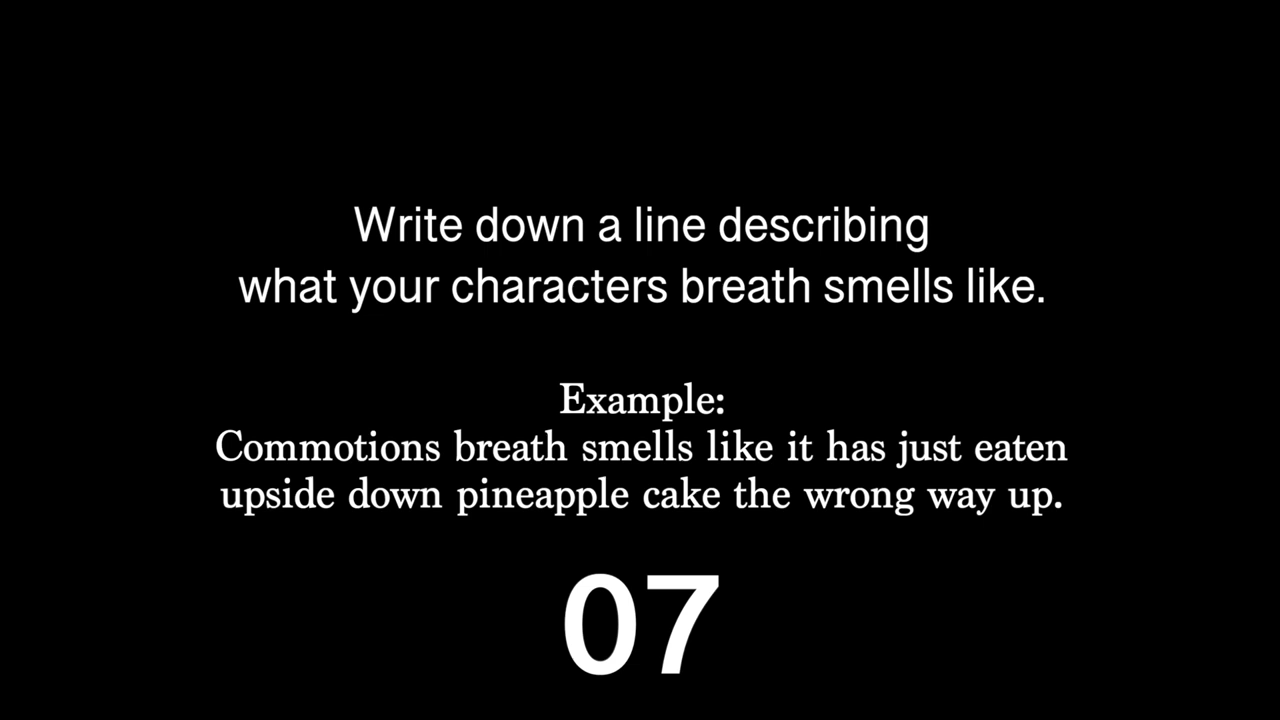 Write down a line describing
what your characters breath smells like.
Example:
Commotions breath smells like it has just eaten
upside down pineapple cake the wrong way up.
07